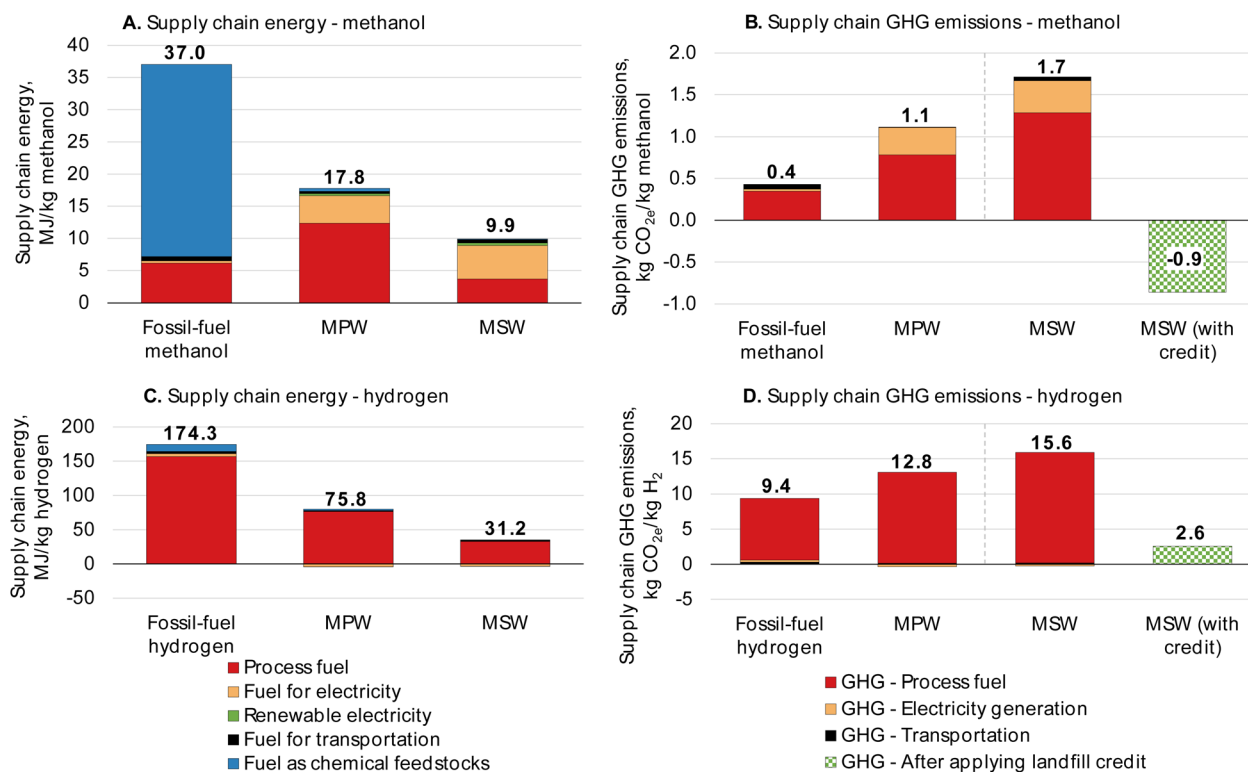 A. Supply chain energy - methanol
Supply chain energy,
MJ/kg methanol
40
35
30
25
20
15
10
5
0
37.0
17.8
9.9
Fossil-fuel
methanol
MPW
MSW
B. Supply chain GHG emissions - methanol
Supply chain GHG emissions,
kg CO2e/kg methanol
2.0
1.5
1.0
0.5
0.0
-0.5
-1.0
0.4
1.1
1.7
-0.9
Fossil-fuel
methanol
MPW
MSW
MSW (with
credit)
C. Supply chain energy - hydrogen
Supply chain energy,
MJ/kg hydrogen
200
150
100
50
0
-50
174.3
75.8
31.2
Fossil-fuel
hydrogen
MPW
MSW
Process fuel
Fuel for electricity
Renewable electricity
Fuel for transportation
Fuel as chemical feedstocks
D. Supply chain GHG emissions - hydrogen
Supply chain GHG emissions,
kg CO2e/kg H2
20
15
10
5
0
-5
9.4
12.8
15.6
2.6
Fossil-fuel
hydrogen
MPW
MSW
MSW (with
credit)
GHG - Process fuel
GHG - Electricity generation
GHG - Transportation
GHG - After applying landfill credit